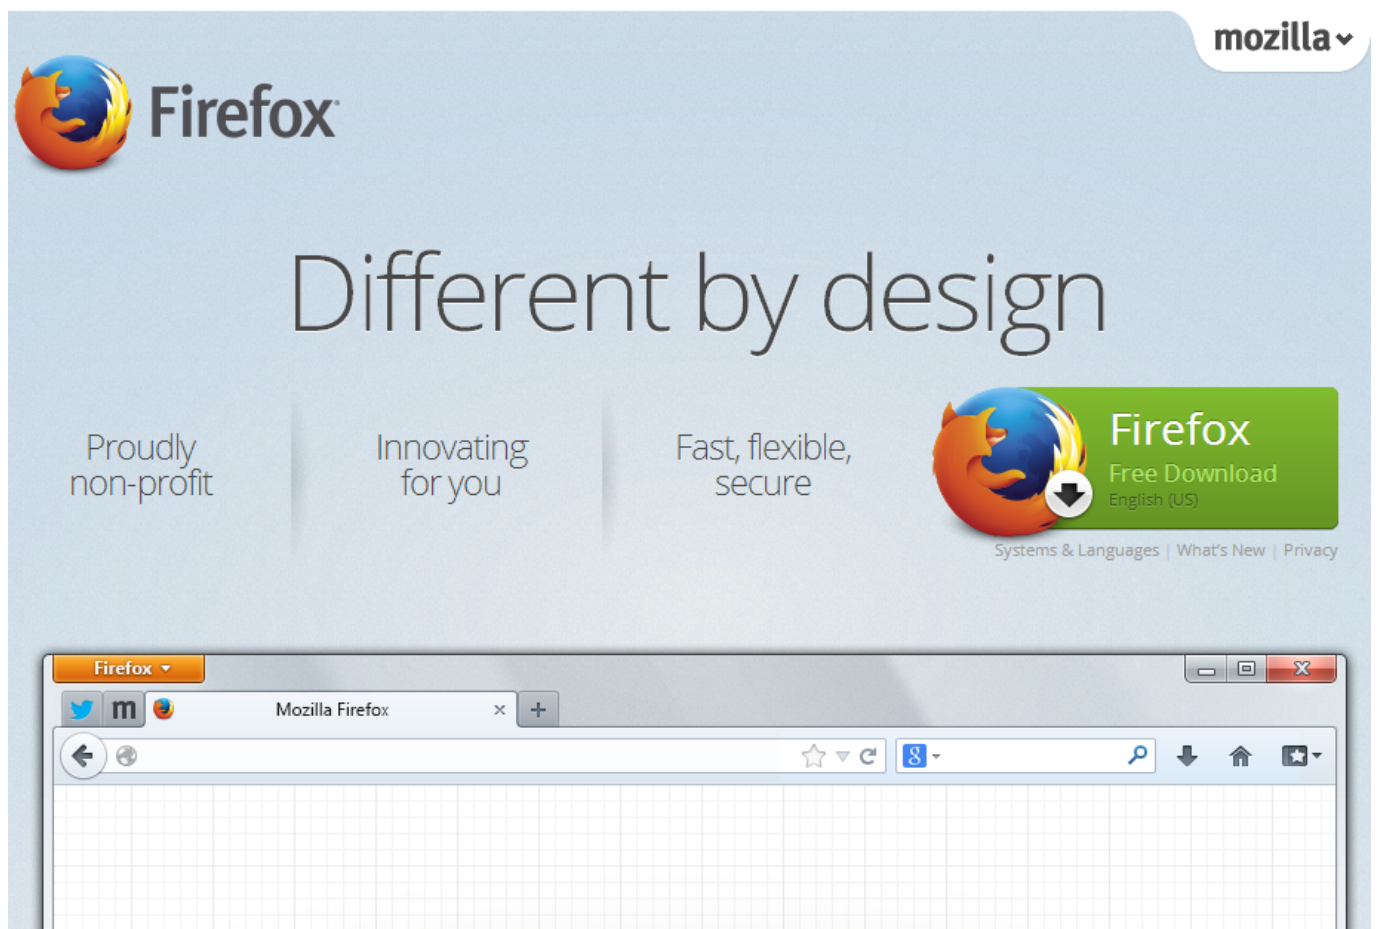 mozilla
Firefox
Different by design
Proudly
non-profit
Innovating
for you
Fast, flexible,
secure
Firefox
Free Download
English (US)
Systems & Languages | What's New | Privacy
Firefox
m
Mozilla Firefox
8